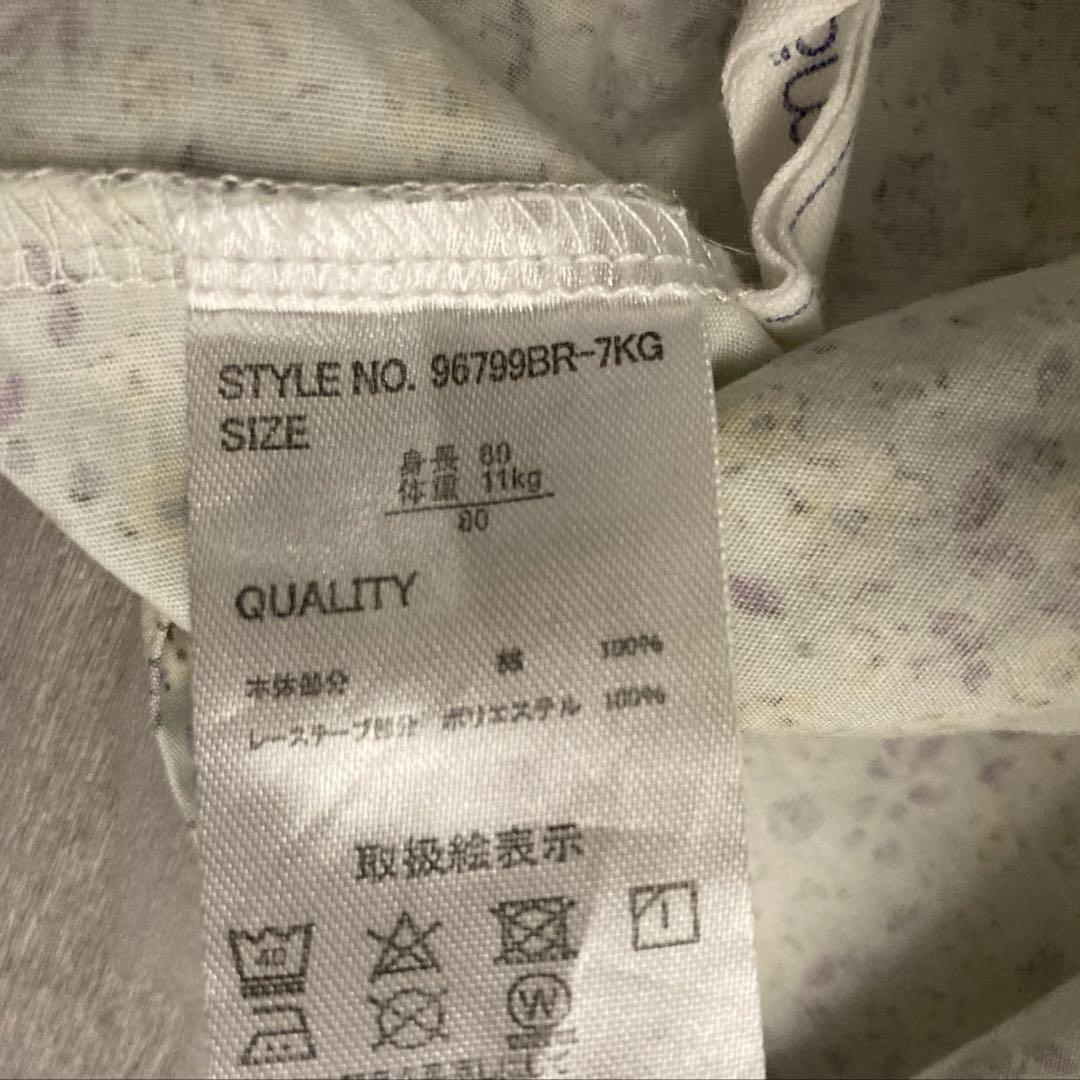 STYLE NO. 96799BR-7KG
SIZE
身長 80
体重 11kg
80
QUALITY
本体部分 綿 100%
レーステープ部分 ポリエステル 100%
取扱絵表示
40
W